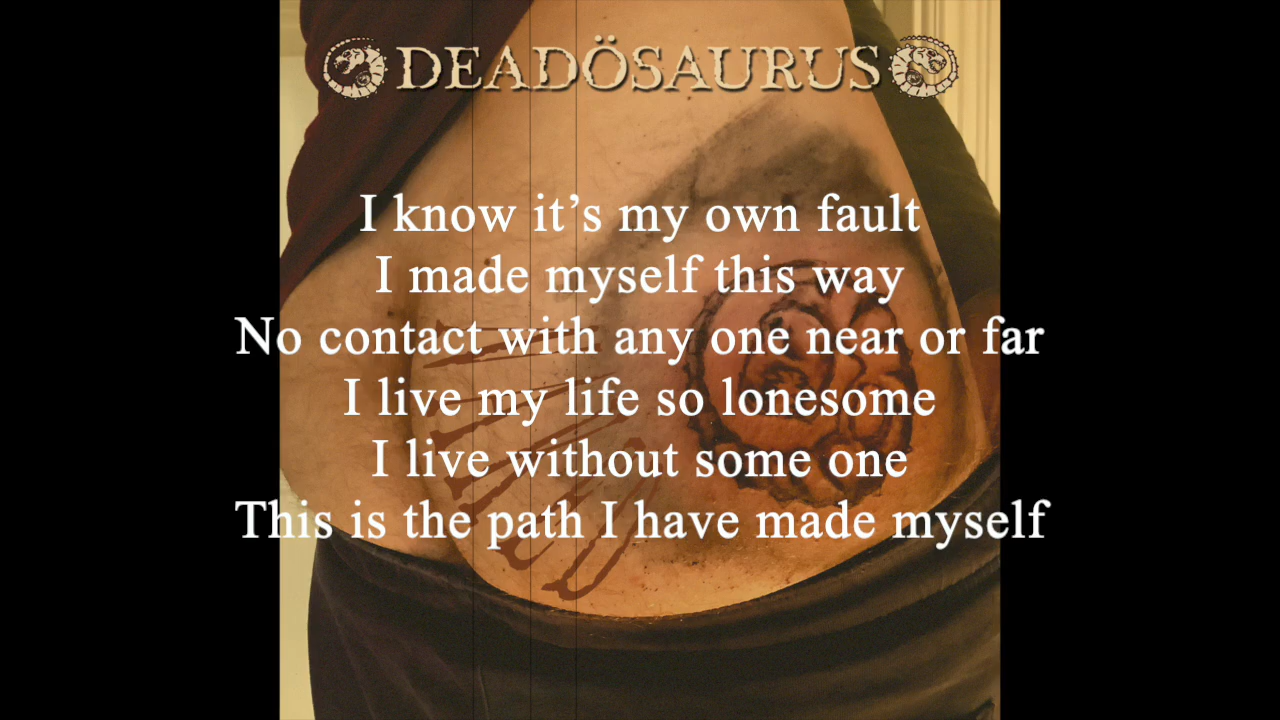 DEADÖSAURUS
I know it’s my own fault
I made myself this way
No contact with any one near or far
I live my life so lonesome
I live without some one
This is the path I have made myself